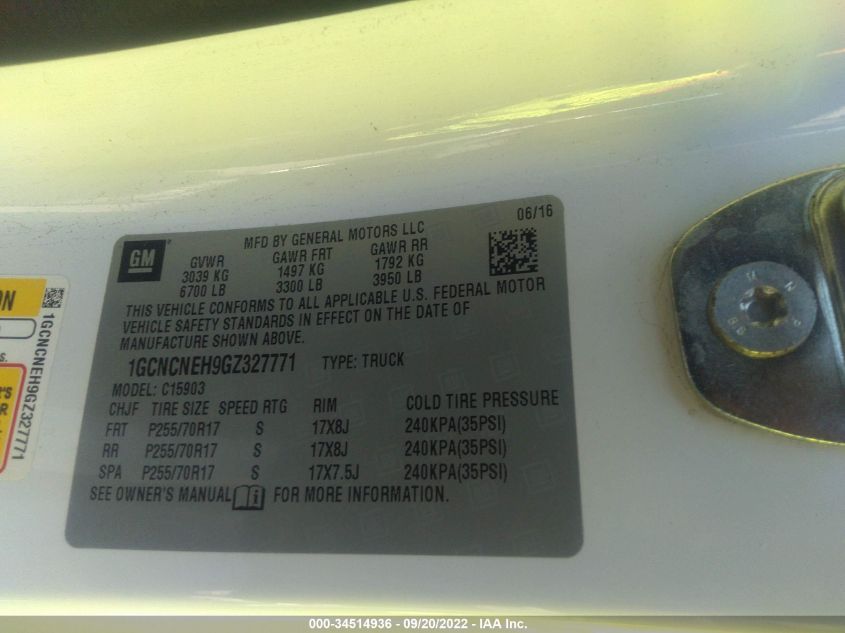 MFD BY GENERAL MOTORS LLC
06/16
GM
GVWR GAWR FRT GAWR RR
3039 KG 1497 KG 1792 KG
6700 LB 3300 LB 3950 LB
THIS VEHICLE CONFORMS TO ALL APPLICABLE U.S. FEDERAL MOTOR
VEHICLE SAFETY STANDARDS IN EFFECT ON THE DATE OF
MANUFACTURE SHOWN ABOVE.
1GCNCNEH9GZ327771 TYPE: TRUCK
MODEL: C15903
CHJF TIRE SIZE SPEED RTG RIM COLD TIRE PRESSURE
FRT P255/70R17 S 17X8J 240KPA(35PSI)
RR P255/70R17 S 17X8J 240KPA(35PSI)
SPA P255/70R17 S 17X7.5J 240KPA(35PSI)
SEE OWNER'S MANUAL FOR MORE INFORMATION.
1GCNCNEH9GZ327771
000-34514936 - 09/20/2022 - IAA Inc.